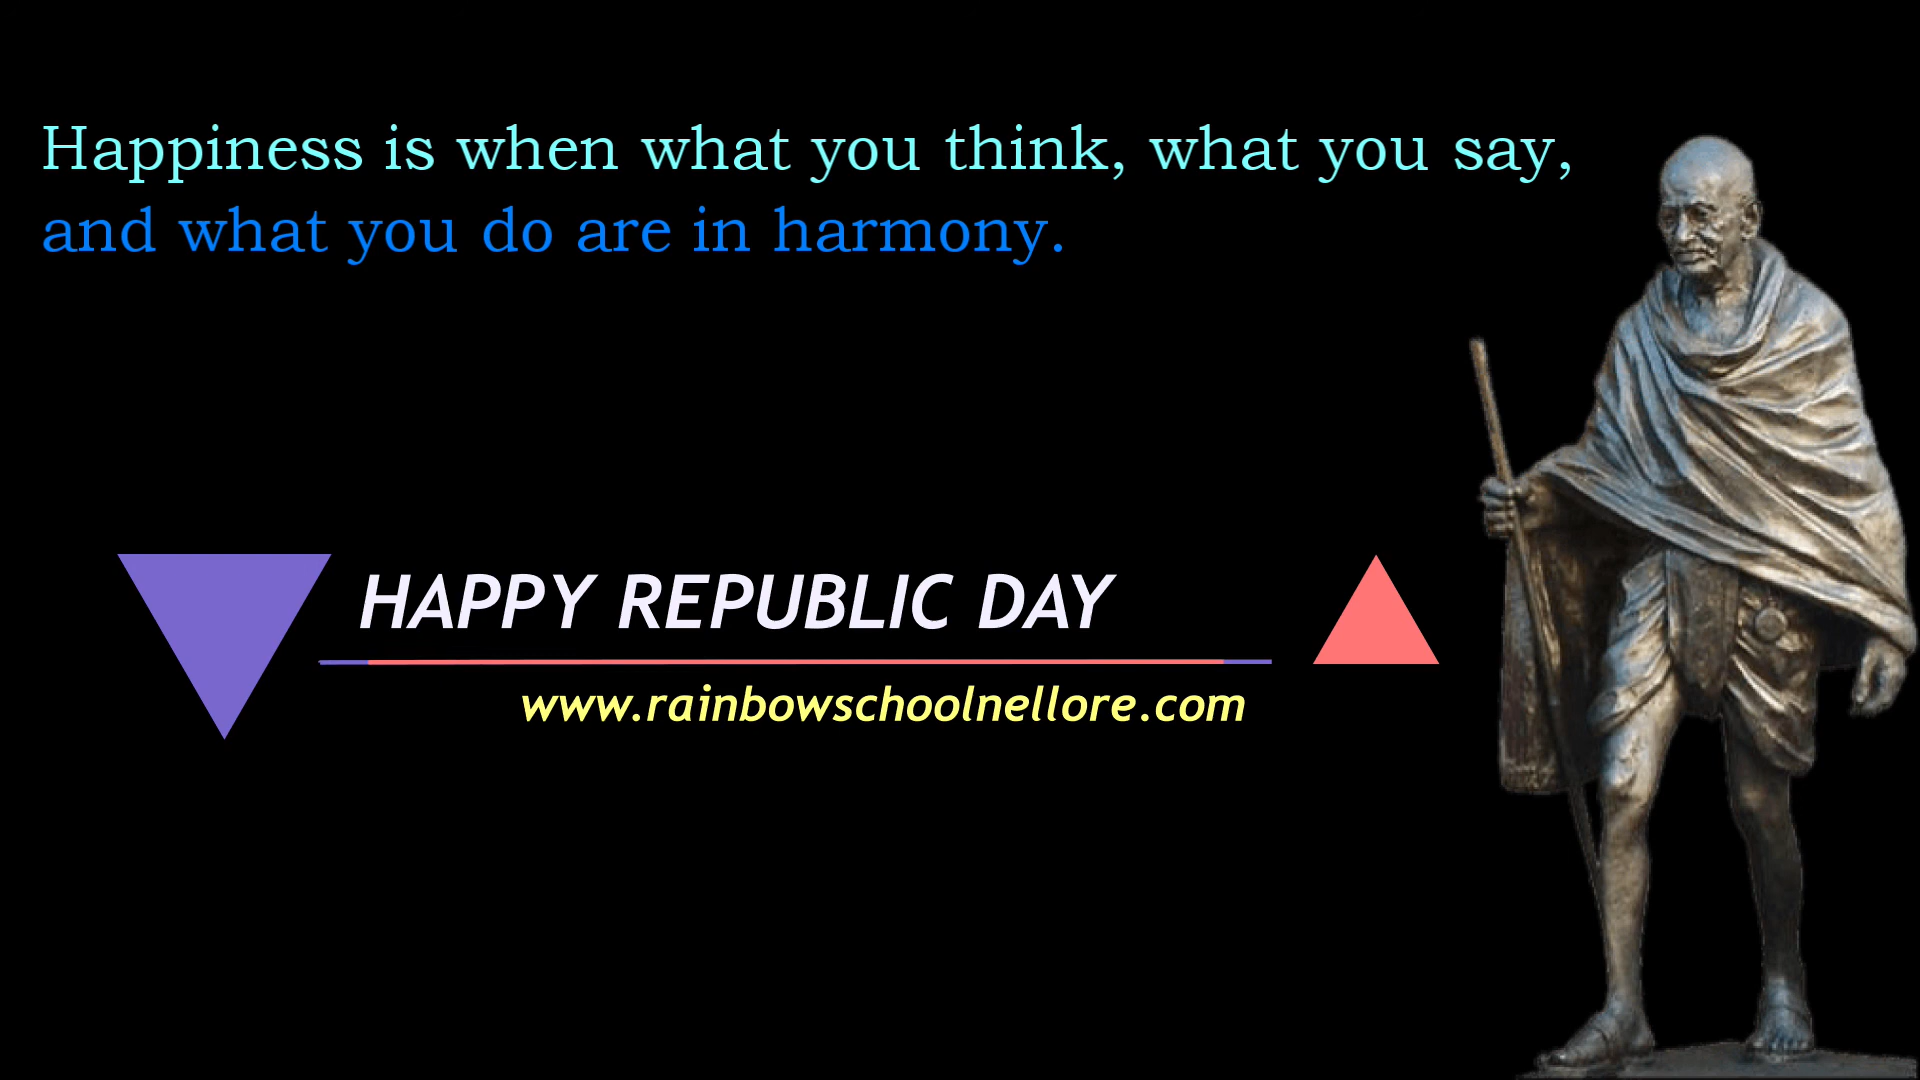 Happiness is when what you think, what you say,
and what you do are in harmony.
HAPPY REPUBLIC DAY
www.rainbowschoolnellore.com